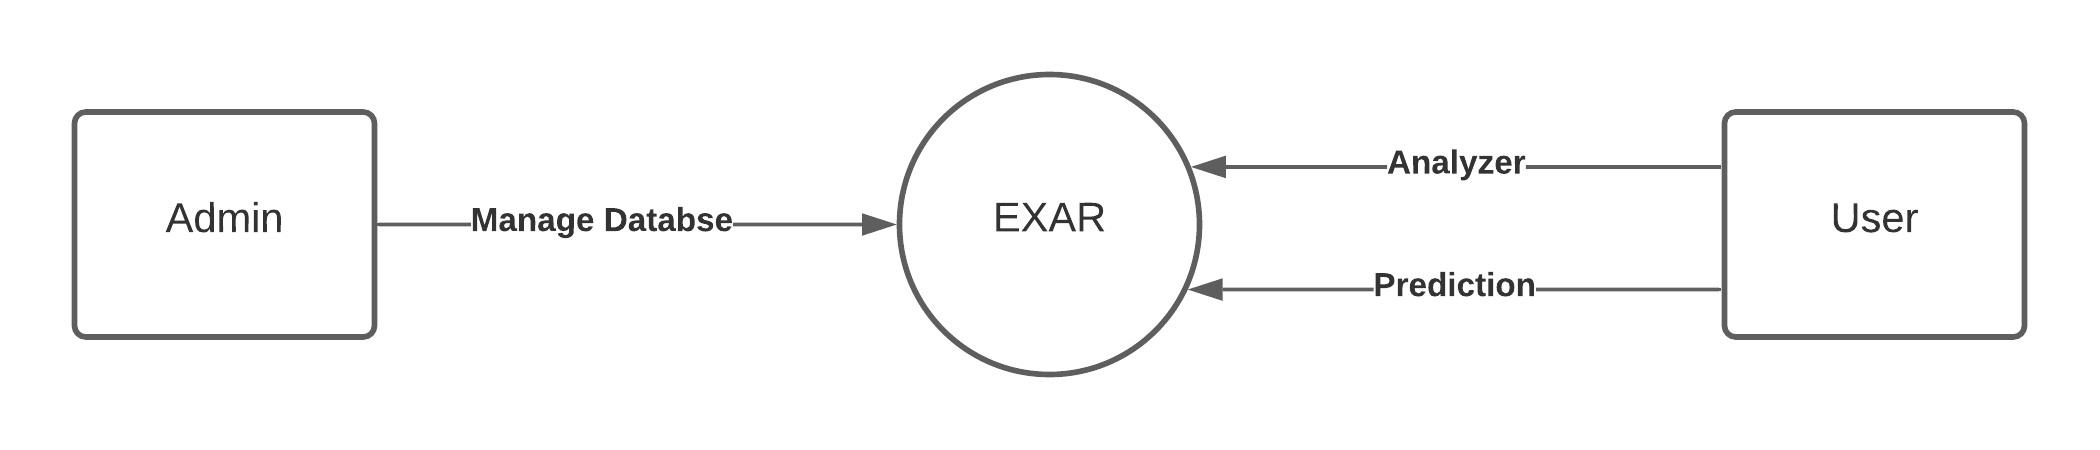 Admin
Manage Databse
EXAR
Analyzer
Prediction
User